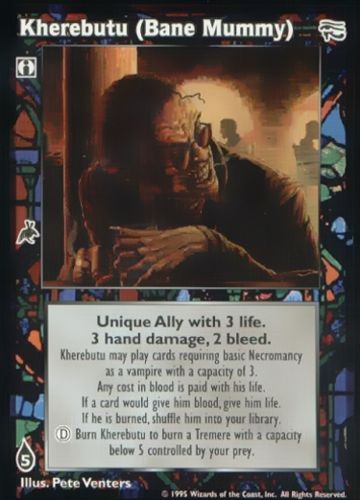 Kherebutu (Bane Mummy)
Unique Ally with 3 life.
3 hand damage, 2 bleed.
Kherebutu may play cards requiring basic Necromancy
as a vampire with a capacity of 3.
Any cost in blood is paid with his life.
If a card would give him blood, give him life.
If he is burned, shuffle him into your library.
D Burn Kherebutu to burn a Tremere with a capacity
below 5 controlled by your prey.
5
Illus. Pete Venters
© 1995 Wizards of the Coast, Inc. All rights reserved.